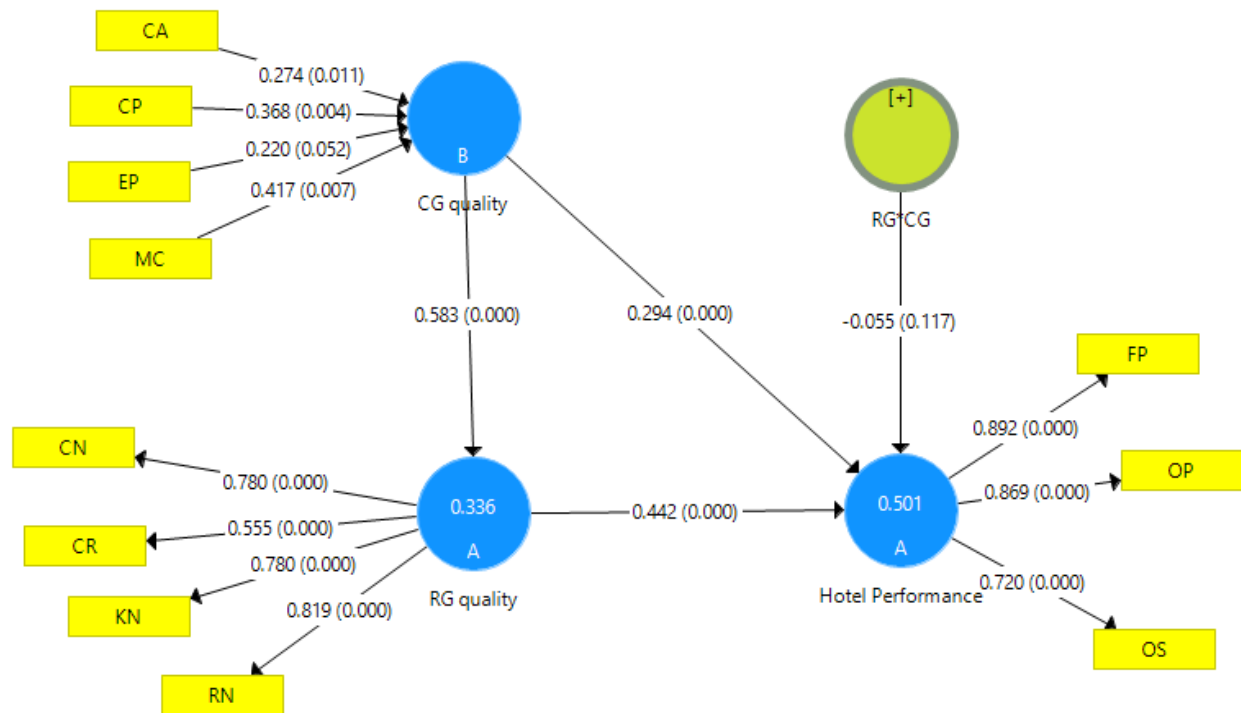 CA
0.274 (0.011)
CP
0.368 (0.004)
EP
0.220 (0.052)
MC
0.417 (0.007)
B
CG quality
[+]
RG*CG
0.583 (0.000)
0.294 (0.000)
-0.055 (0.117)
FP
0.892 (0.000)
OP
0.869 (0.000)
OS
0.720 (0.000)
CN
0.780 (0.000)
CR
0.555 (0.000)
KN
0.780 (0.000)
RN
0.819 (0.000)
0.336
A
RG quality
0.442 (0.000)
0.501
A
Hotel Performance